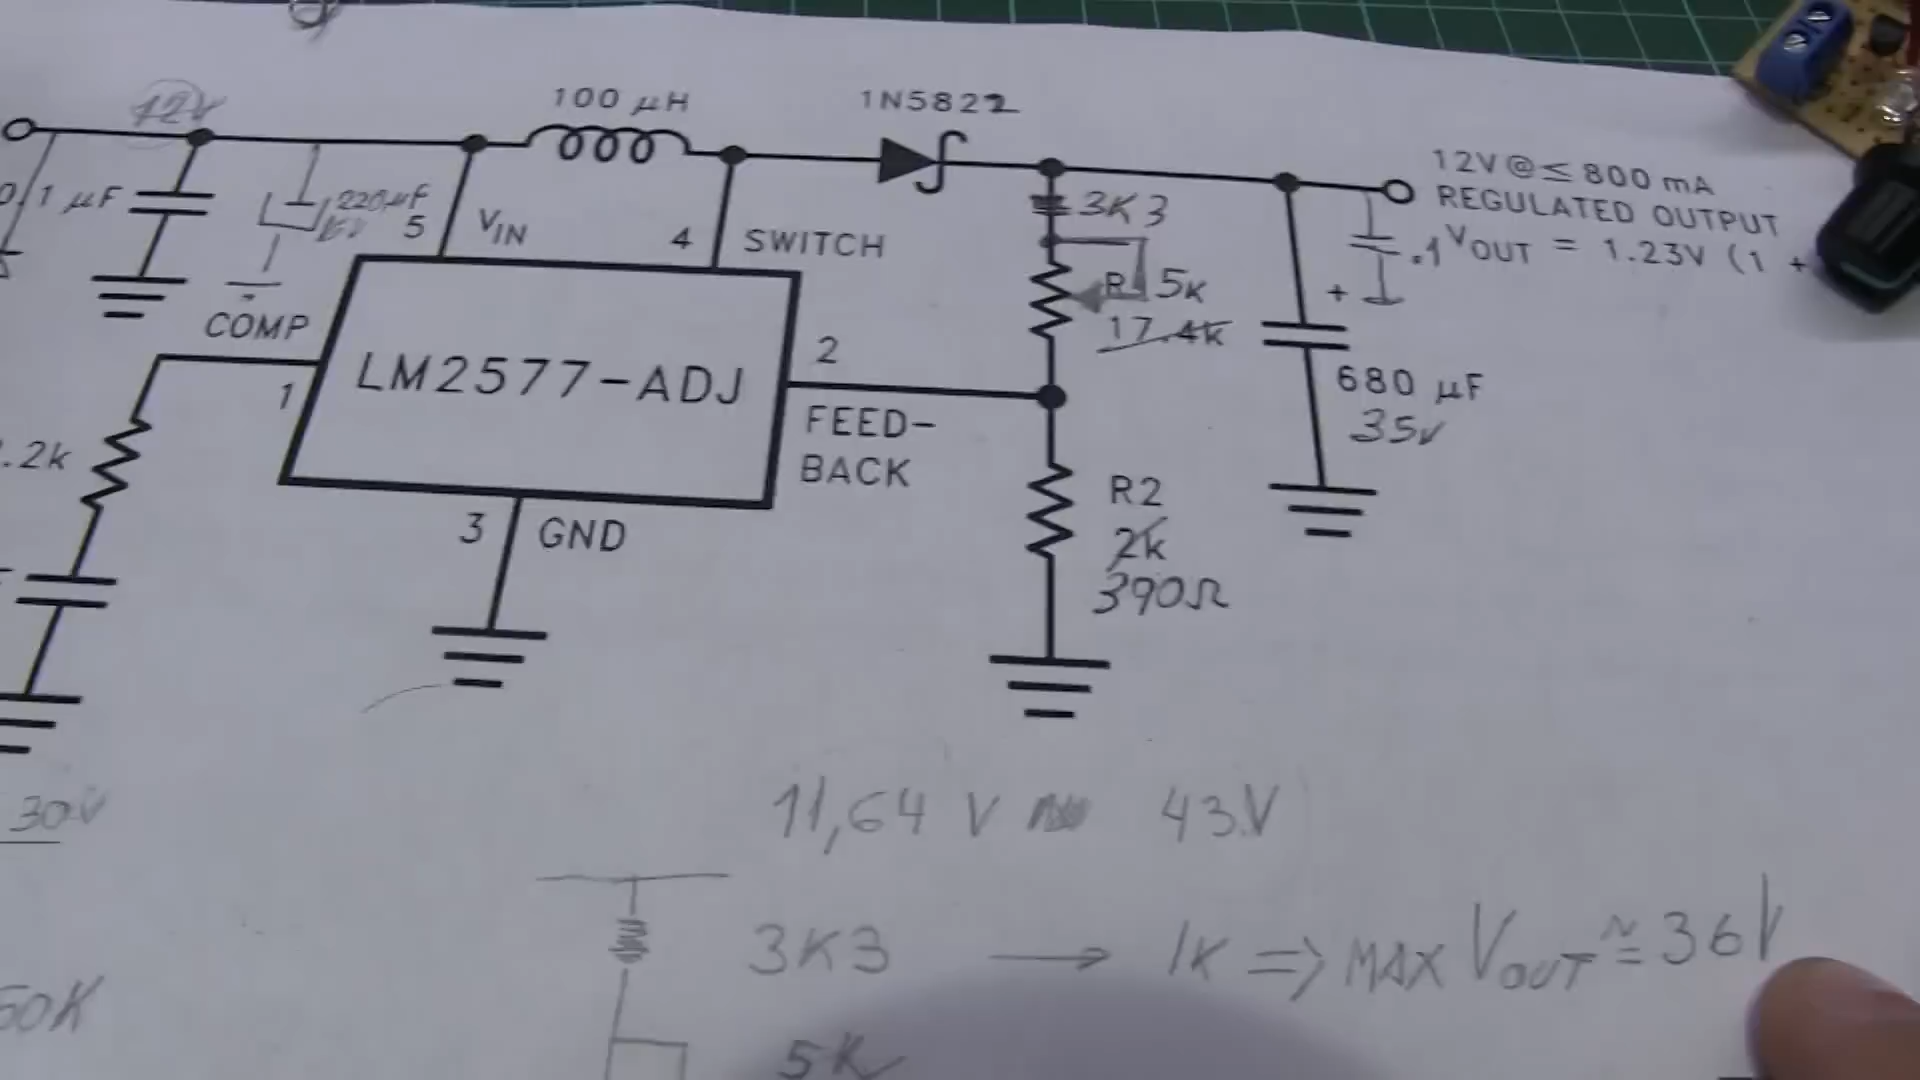 12V
100 µH
1N5822
12V @ ≤ 800 mA
REGULATED OUTPUT
VOUT = 1.23V (1 +
.1
1 µF
220µF
5
VIN
4
SWITCH
3K3
5K
17.4k
+
680 µF
35V
COMP
1
LM2577-ADJ
2
FEED-
BACK
.2k
3
GND
R2
2k
390Ω
30V
11,64 V
43V
3K3 → 1K => MAX VOUT ≅ 36V
50K
5K